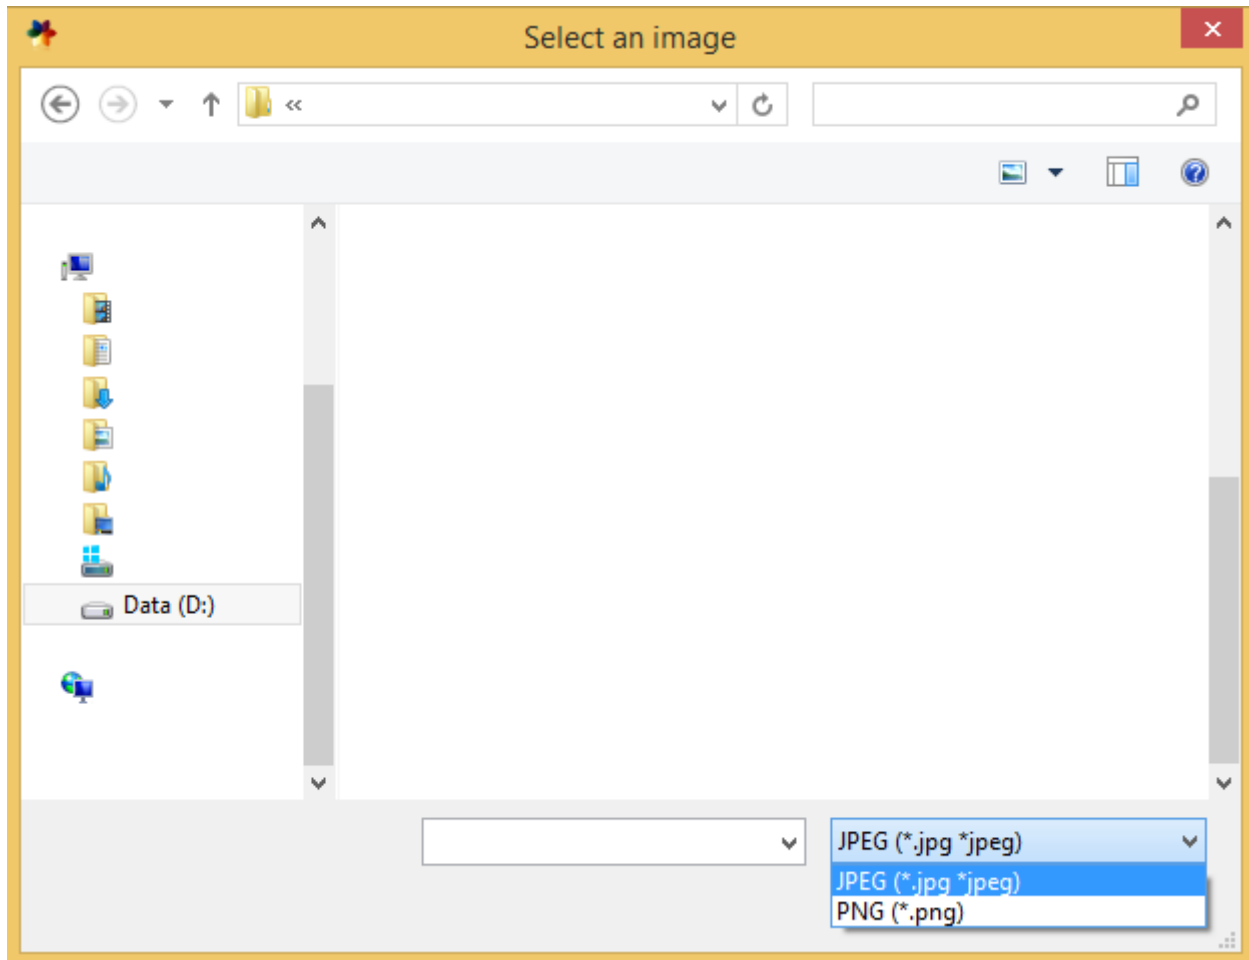 Select an image
«
Data (D:)
JPEG (*.jpg *jpeg)
JPEG (*.jpg *jpeg)
PNG (*.png)